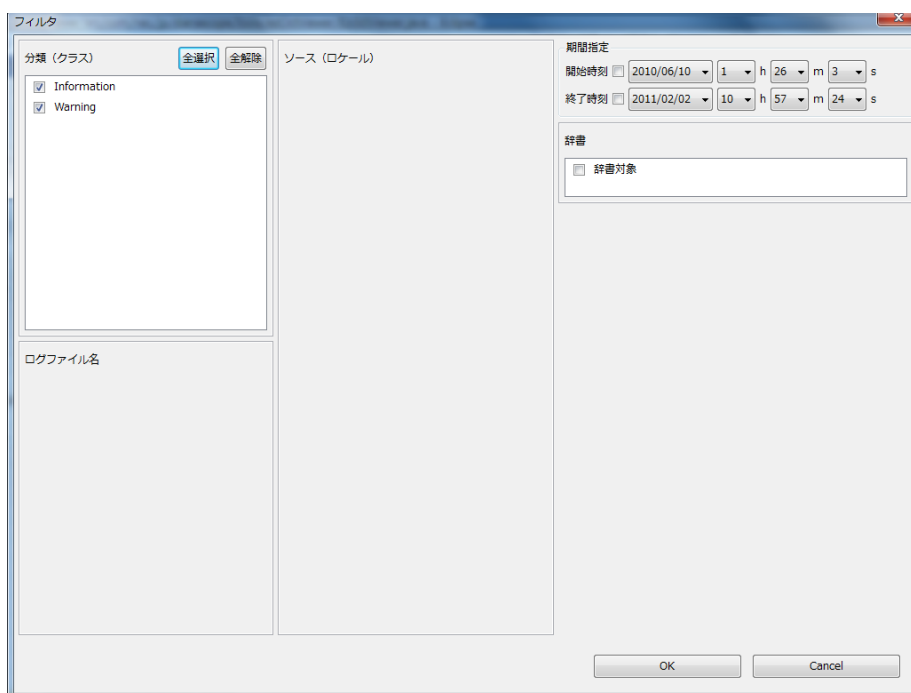 フィルタ
分類（クラス） 全選択 全解除
Information
Warning
ログファイル名
ソース（ロケール）
期間指定
開始時刻 2010/06/10 1 h 26 m 3 s
終了時刻 2011/02/02 10 h 57 m 24 s
辞書
辞書対象
OK Cancel